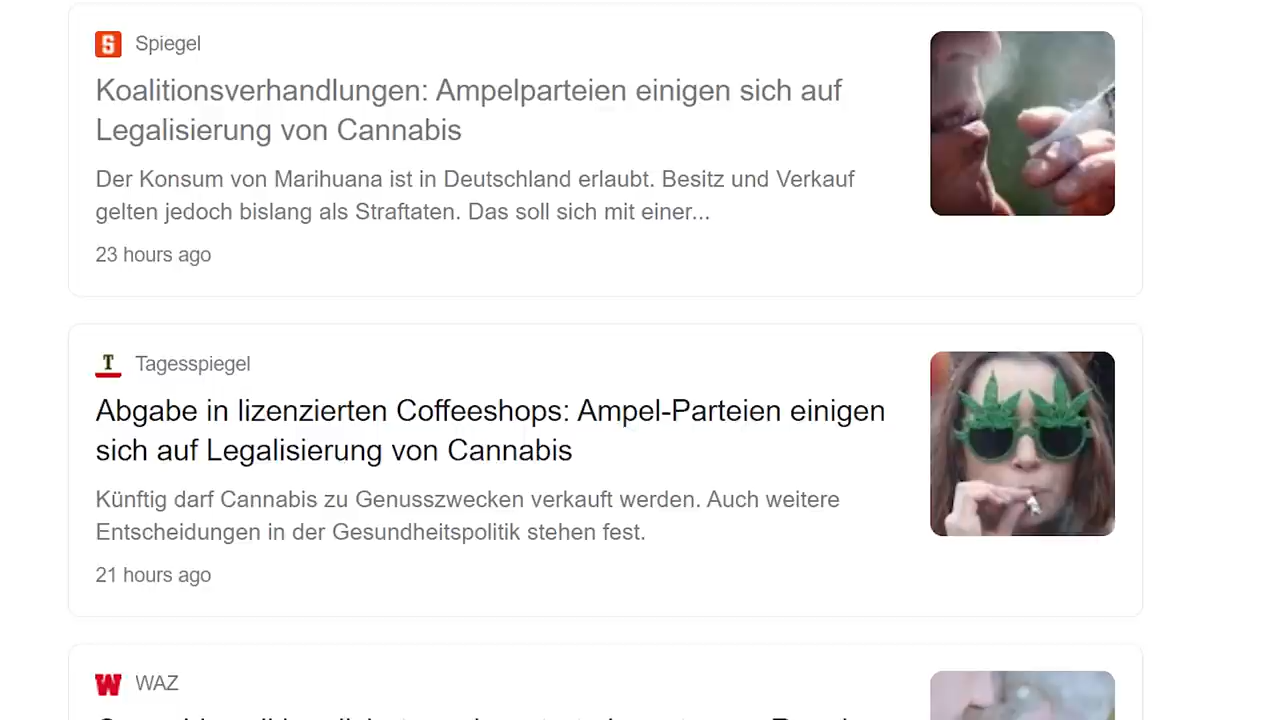 Spiegel
Koalitionsverhandlungen: Ampelparteien einigen sich auf
Legalisierung von Cannabis
Der Konsum von Marihuana ist in Deutschland erlaubt. Besitz und Verkauf
gelten jedoch bislang als Straftaten. Das soll sich mit einer...
23 hours ago
Tagesspiegel
Abgabe in lizenzierten Coffeeshops: Ampel-Parteien einigen
sich auf Legalisierung von Cannabis
Künftig darf Cannabis zu Genusszwecken verkauft werden. Auch weitere
Entscheidungen in der Gesundheitspolitik stehen fest.
21 hours ago
WAZ